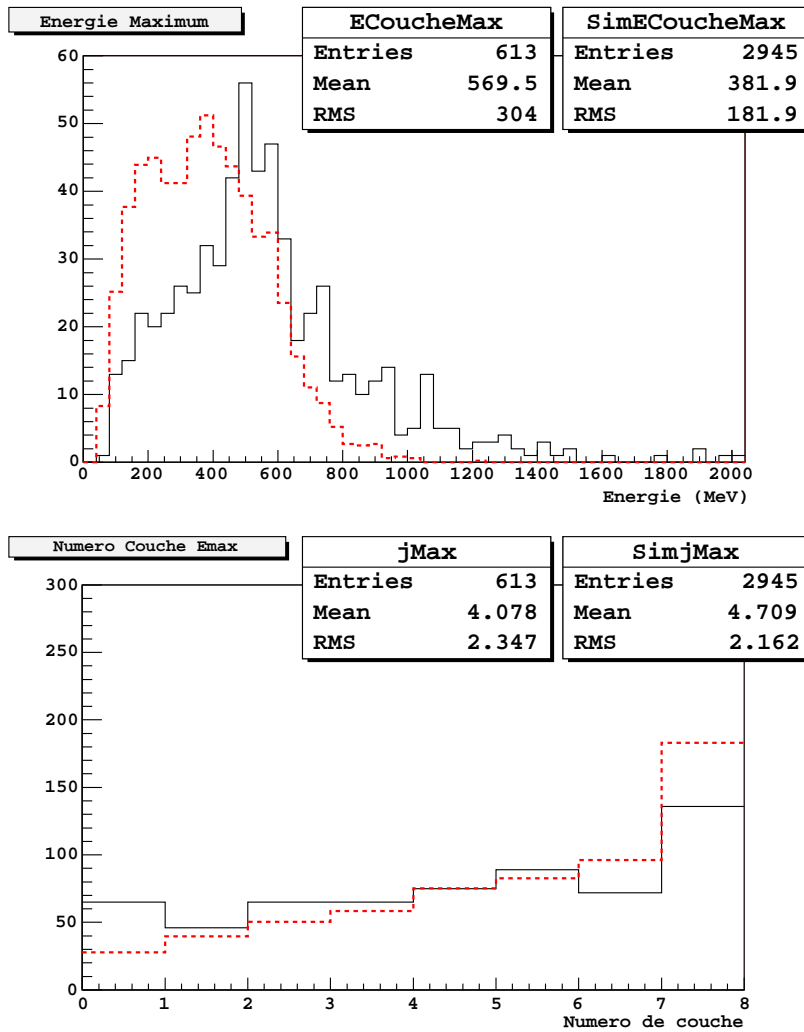 Energie Maximum
ECoucheMax
Entries 613
Mean 569.5
RMS 304
SimECoucheMax
Entries 2945
Mean 381.9
RMS 181.9
60
50
40
30
20
10
0
0 200 400 600 800 1000 1200 1400 1600 1800 2000
Energie (MeV)
Numero Couche Emax
jMax
Entries 613
Mean 4.078
RMS 2.347
SimjMax
Entries 2945
Mean 4.709
RMS 2.162
300
250
200
150
100
50
0
0 1 2 3 4 5 6 7 8
Numero de couche